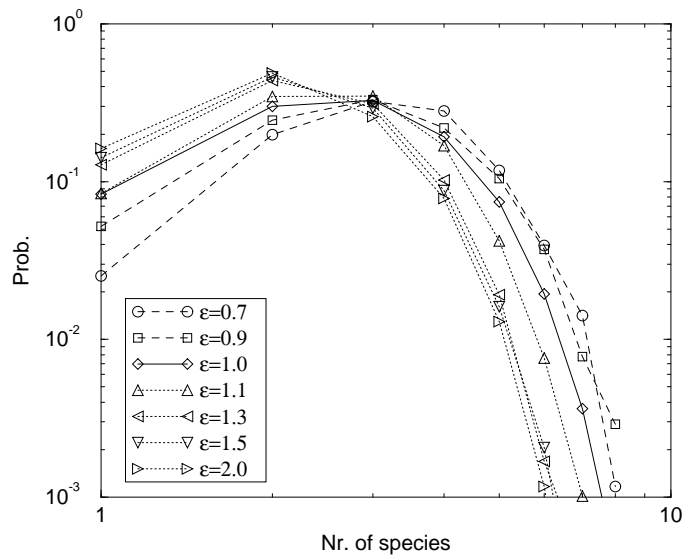 10^0
10^-1
10^-2
10^-3
Prob.
ε=0.7
ε=0.9
ε=1.0
ε=1.1
ε=1.3
ε=1.5
ε=2.0
1
10
Nr. of species